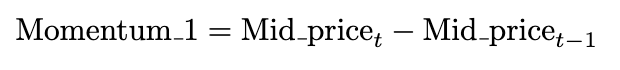 Momentum_1 = Mid_price_t − Mid_price_{t−1}